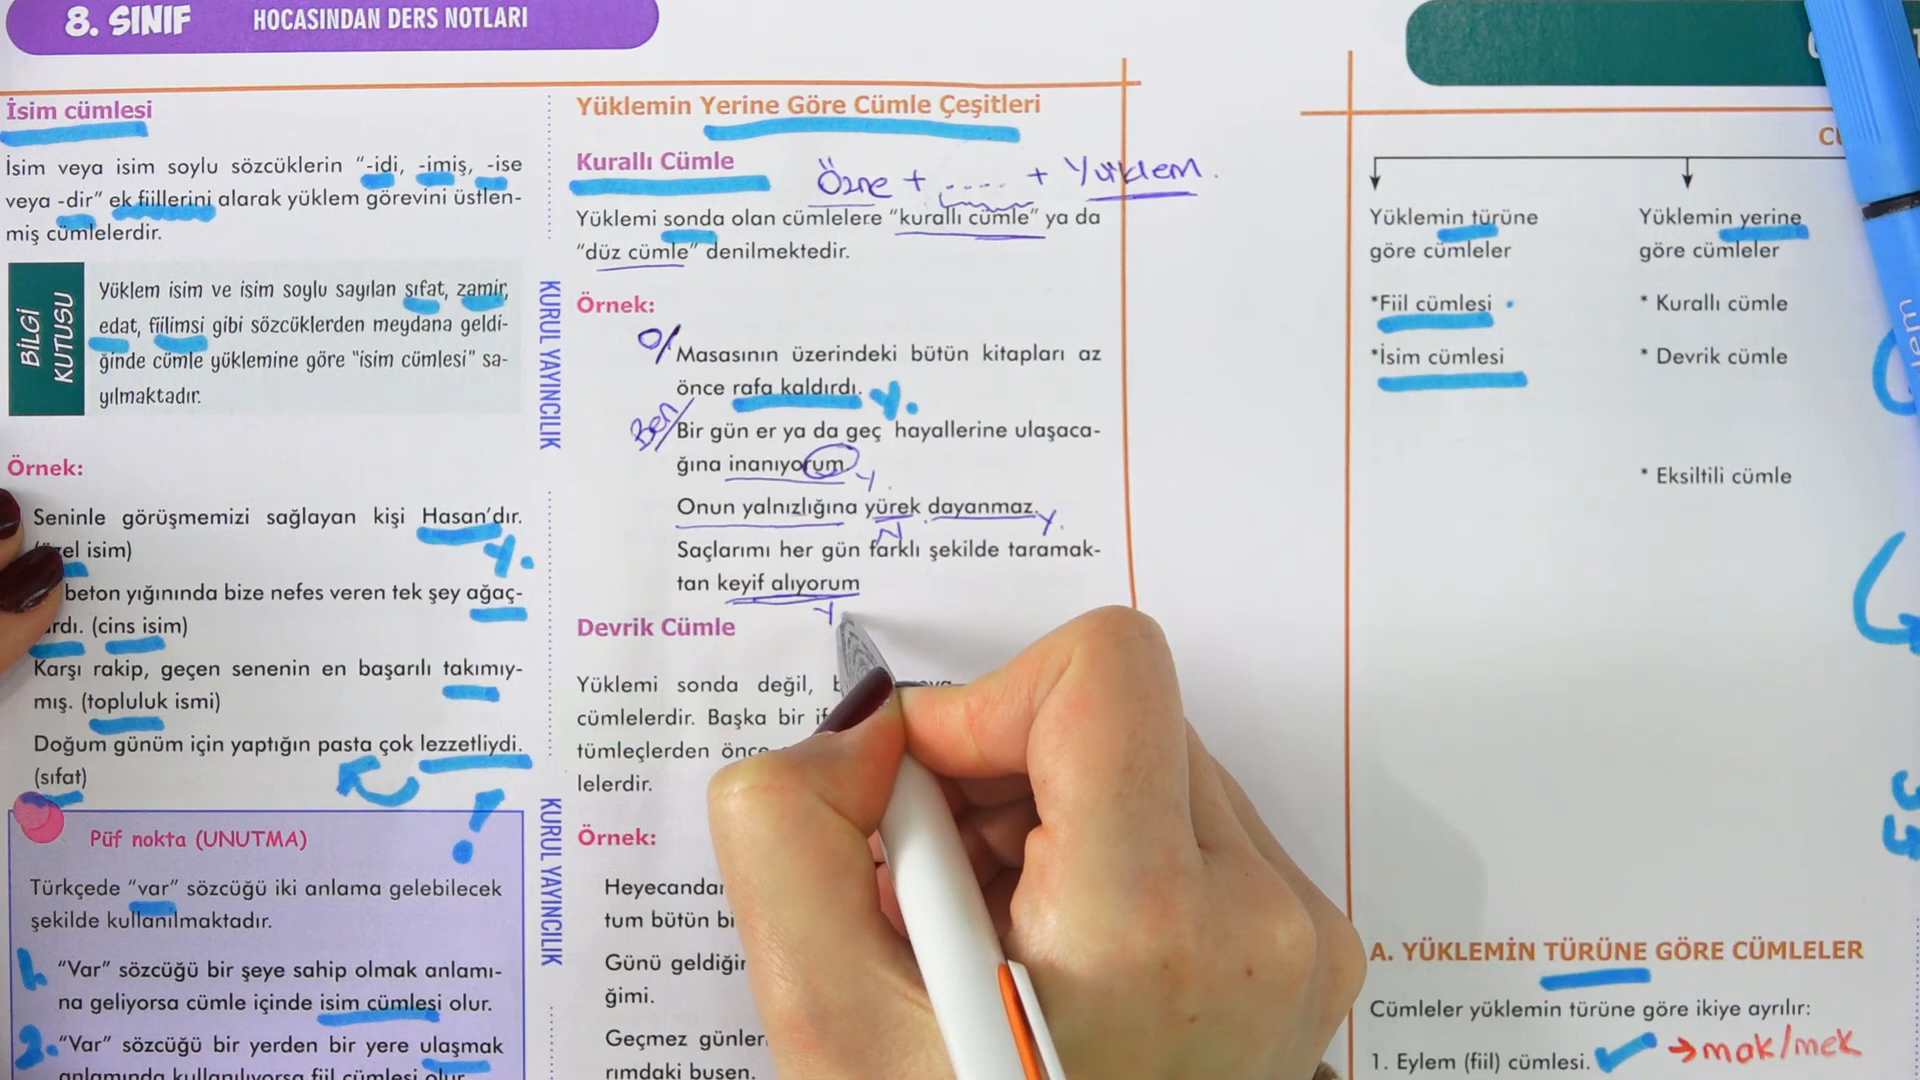 8. SINIF
HOCASINDAN DERS NOTLARI
İsim cümlesi
İsim veya isim soylu sözcüklerin “-idi, -imiş, -ise
veya -dir” ek fiillerini alarak yüklem görevini üstlen-
miş cümlelerdir.
BİLGİ
KUTUSU
Yüklem isim ve isim soylu sayılan sıfat, zamir,
edat, fiilimsi gibi sözcüklerden meydana geldi-
ğinde cümle yüklemine göre “isim cümlesi” sa-
yılmaktadır.
Örnek:
Seninle görüşmemizi sağlayan kişi Hasan’dır.
isim)
y.
beton yığınında bize nefes veren tek şey ağaç-
(cins isim)
Karşı rakip, geçen senenin en başarılı takımıy-
mış. (topluluk ismi)
Doğum günüm için yaptığın pasta çok lezzetliydi.
(sıfat)
!
Püf nokta (UNUTMA)
Türkçede “var” sözcüğü iki anlama gelebilecek
şekilde kullanılmaktadır.
1. “Var” sözcüğü bir şeye sahip olmak anlamı-
na geliyorsa cümle içinde isim cümlesi olur.
2. “Var” sözcüğü bir yerden bir yere ulaşmak
anlamında kullanılıyorsa fiil cümlesi olur.
KURUL YAYINCILIK
KURUL YAYINCILIK
Yüklemin Yerine Göre Cümle Çeşitleri
Kurallı Cümle
Özne + ..... + Yüklem.
Yüklemi sonda olan cümlelere “kurallı cümle” ya da
“düz cümle” denilmektedir.
Örnek:
O/ Masasının üzerindeki bütün kitapları az
önce rafa kaldırdı. y.
Ben/ Bir gün er ya da geç hayallerine ulaşaca-
ğına inanıyorum y.
Onun yalnızlığına yürek dayanmaz. y.
N
Saçlarımı her gün farklı şekilde taramak-
tan keyif alıyorum
y
Devrik Cümle
Yüklemi sonda değil,
cümlelerdir. Başka bir
tümleçlerden önce
lelerdir.
Örnek:
tum bütün
Günü
ğimi.
Geçmez
rımdaki busen.
Yüklemin türüne
göre cümleler
*Fiil cümlesi
*İsim cümlesi
Yüklemin yerine
göre cümleler
* Kurallı cümle
* Devrik cümle
* Eksiltili cümle
A. YÜKLEMİN TÜRÜNE GÖRE CÜMLELER
Cümleler yüklemin türüne göre ikiye ayrılır:
1. Eylem (fiil) cümlesi. → mak/mek